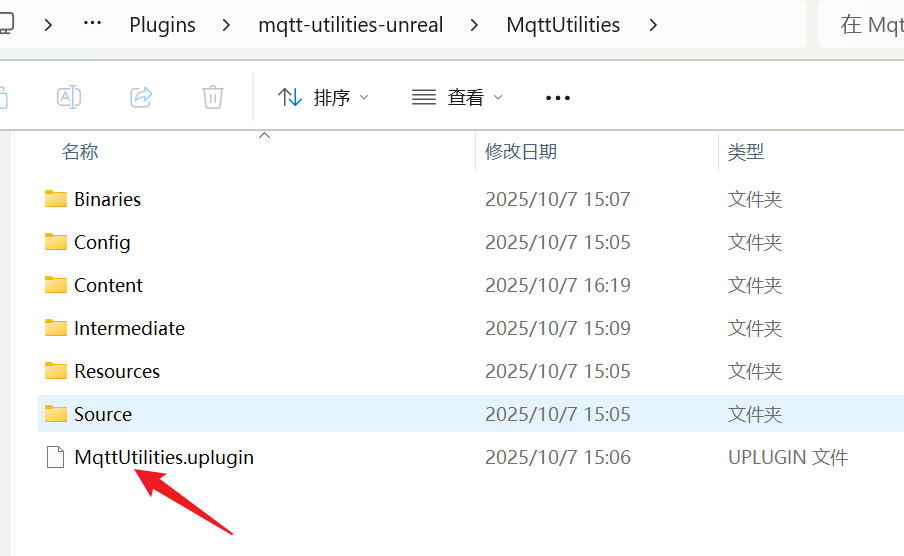 Plugins mqtt-utilities-unreal MqttUtilities 在 Mqt
排序 查看
名称 修改日期 类型
Binaries 2025/10/7 15:07 文件夹
Config 2025/10/7 15:05 文件夹
Content 2025/10/7 16:19 文件夹
Intermediate 2025/10/7 15:09 文件夹
Resources 2025/10/7 15:05 文件夹
Source 2025/10/7 15:05 文件夹
MqttUtilities.uplugin 2025/10/7 15:06 UPLUGIN 文件